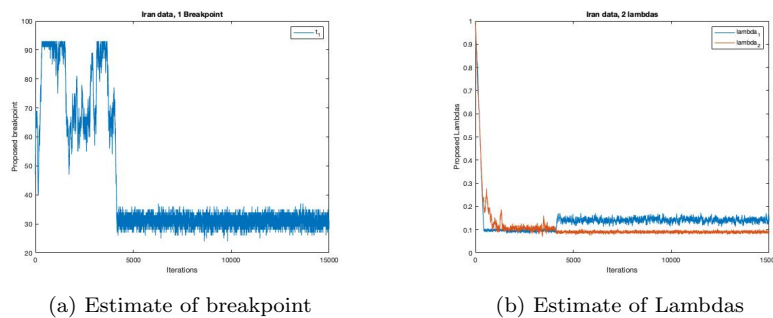 Iran data, 1 Breakpoint
t1
Proposed breakpoint
100
90
80
70
60
50
40
30
20
0
5000
10000
15000
Iterations
(a) Estimate of breakpoint
Iran data, 2 lambdas
lambda1
lambda2
Proposed Lambdas
1
0.9
0.8
0.7
0.6
0.5
0.4
0.3
0.2
0.1
0
0
5000
10000
1500
Iterations
(b) Estimate of Lambdas